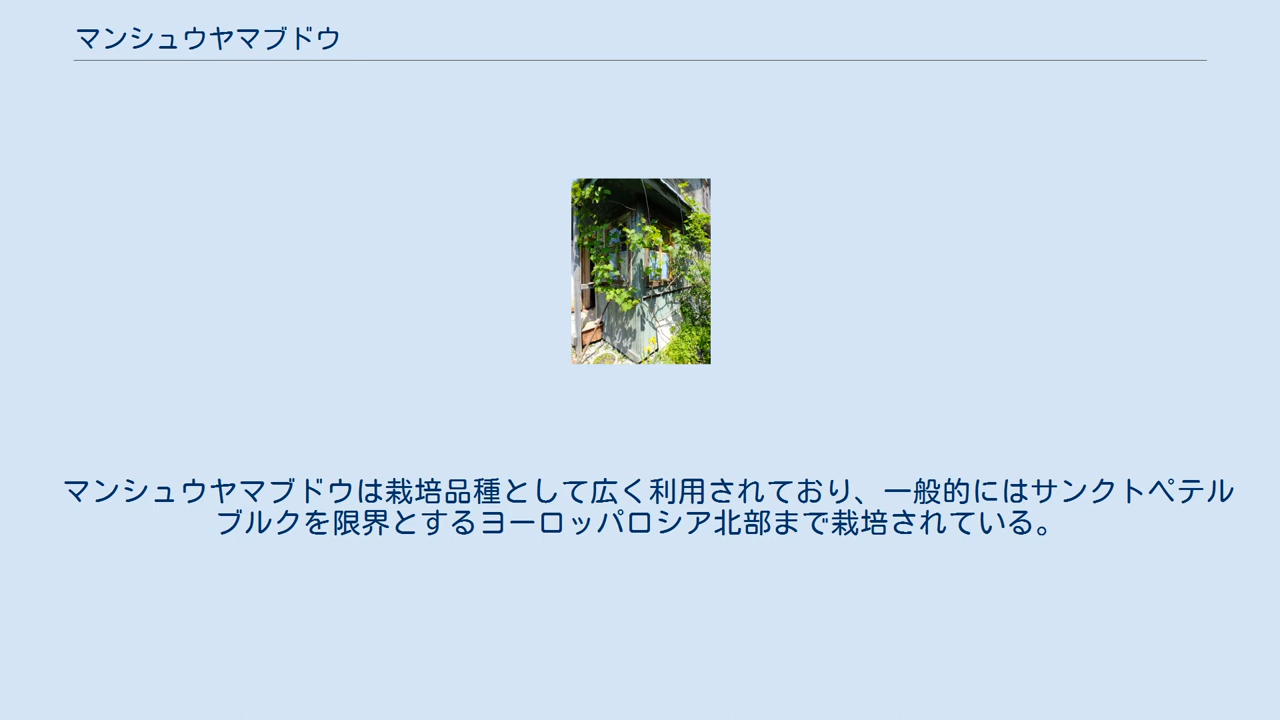 マンシュウヤマブドウ
マンシュウヤマブドウは栽培品種として広く利用されており、一般的にはサンクトペテル
ブルクを限界とするヨーロッパロシア北部まで栽培されている。